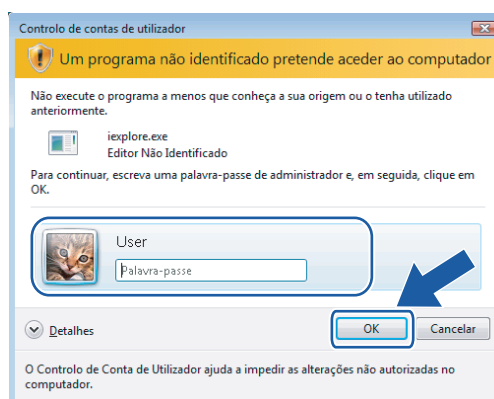 Controlo de contas de utilizador
Um programa não identificado pretende aceder ao computador
Não execute o programa a menos que conheça a sua origem ou o tenha utilizado
anteriormente.
iexplore.exe
Editor Não Identificado
Para continuar, escreva uma palavra-passe de administrador e, em seguida, clique em
OK.
User
Palavra-passe
Detalhes
OK
Cancelar
O Controlo de Conta de Utilizador ajuda a impedir as alterações não autorizadas no
computador.